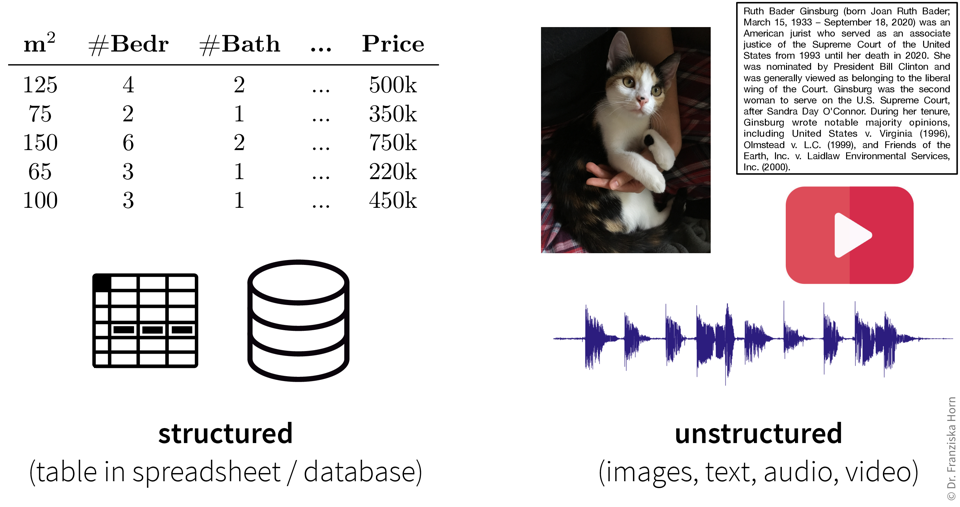 m² #Bedr #Bath ... Price
125 4 2 ... 500k
75 2 1 ... 350k
150 6 2 ... 750k
65 3 1 ... 220k
100 3 1 ... 450k
structured
(table in spreadsheet / database)
Ruth Bader Ginsburg (born Joan Ruth Bader;
March 15, 1933 – September 18, 2020) was an
American jurist who served as an associate
justice of the Supreme Court of the United
States from 1993 until her death in 2020. She
was nominated by President Bill Clinton and
was generally viewed as belonging to the liberal
wing of the Court. Ginsburg was the second
woman to serve on the U.S. Supreme Court,
after Sandra Day O'Connor. During her tenure,
Ginsburg wrote notable majority opinions,
including United States v. Virginia (1996),
Olmstead v. L.C. (1999), and Friends of the
Earth, Inc. v. Laidlaw Environmental Services,
Inc. (2000).
unstructured
(images, text, audio, video)
© Dr. Franziska Horn